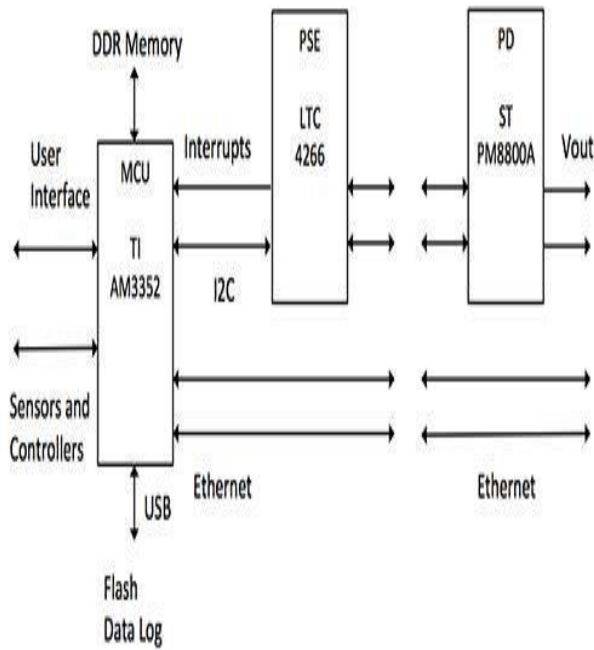 DDR Memory
PSE
LTC
4266
PD
ST
PM8800A
Vout
User
Interface
MCU
TI
AM3352
Interrupts
I2C
Sensors and
Controllers
Ethernet
Ethernet
USB
Flash
Data Log